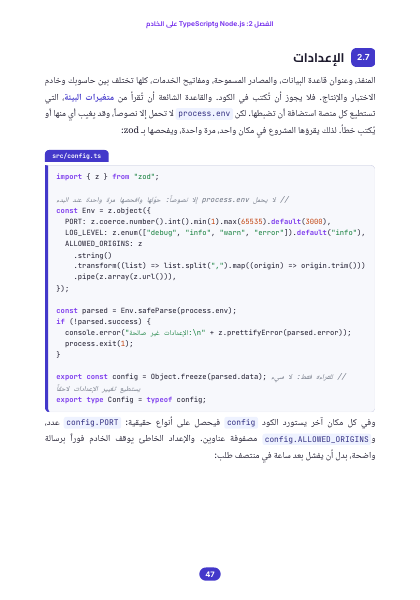 الفصل 2: Node.js وTypeScript على الخادم
2.7 الإعدادات
المنفذ، وعنوان قاعدة البيانات، والمصادر المسموحة، ومفاتيح الخدمات، كلها تختلف بين حاسوبك وخادم
الاختبار والإنتاج. فلا يجوز أن تُكتب في الكود. والقاعدة الشائعة أن تُقرأ من متغيرات البيئة، التي
تستطيع كل منصة استضافة أن تضبطها. لكن process.env لا تحمل إلا نصوصاً، وقد يغيب أي منها أو
يُكتب خطأً. لذلك يقرؤها المشروع في مكان واحد، مرة واحدة، ويفحصها بـ zod:
src/config.ts
import { z } from "zod";
// لا يحمل process.env إلا نصوصاً: حوّلها وافحصها مرة واحدة عند البدء
const Env = z.object({
  PORT: z.coerce.number().int().min(1).max(65535).default(3000),
  LOG_LEVEL: z.enum(["debug", "info", "warn", "error"]).default("info"),
  ALLOWED_ORIGINS: z
    .string()
    .transform((list) => list.split(",").map((origin) => origin.trim()))
    .pipe(z.array(z.url())),
});
const parsed = Env.safeParse(process.env);
if (!parsed.success) {
  console.error("الإعدادات غير صالحة:\n" + z.prettifyError(parsed.error));
  process.exit(1);
}
export const config = Object.freeze(parsed.data); // للقراءة فقط: لا شيء
يستطيع تغيير الإعدادات لاحقاً
export type Config = typeof config;
وفي كل مكان آخر يستورد الكود config فيحصل على أنواع حقيقية: config.PORT عدد،
و config.ALLOWED_ORIGINS مصفوفة عناوين. والإعداد الخاطئ يوقف الخادم فوراً برسالة
واضحة، بدل أن يفشل بعد ساعة في منتصف طلب:
47